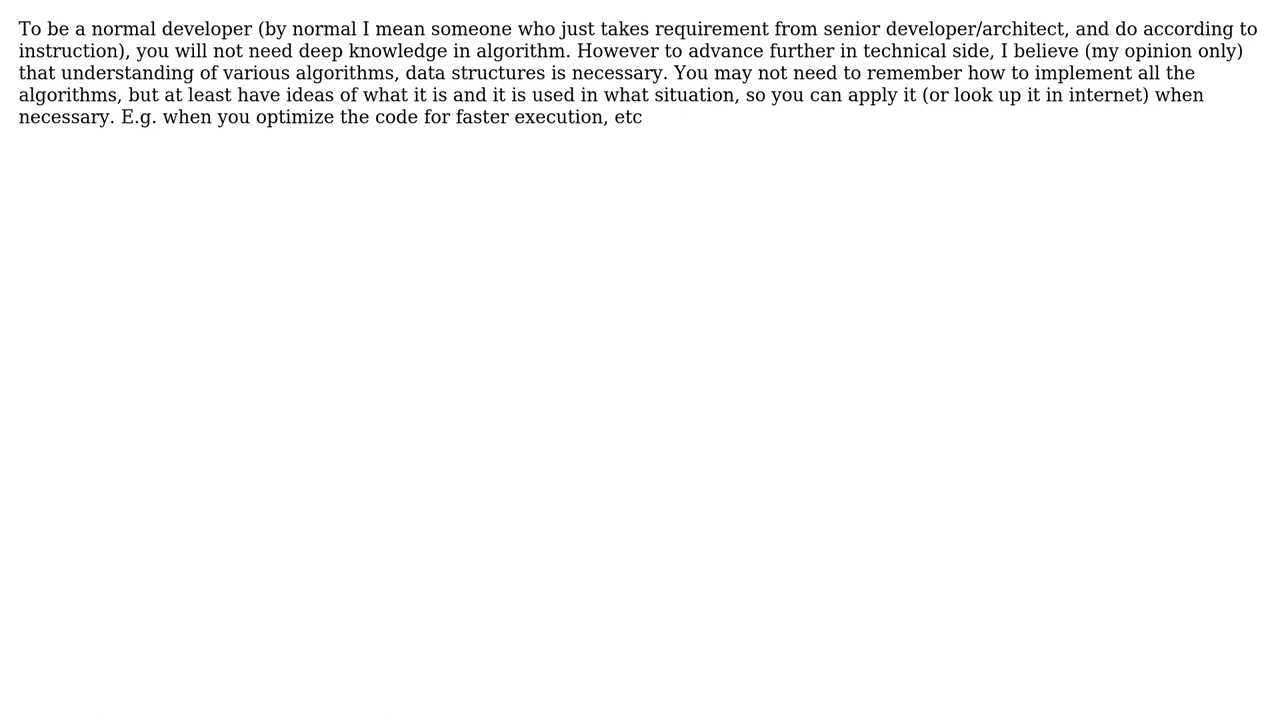 To be a normal developer (by normal I mean someone who just takes requirement from senior developer/architect, and do according to
instruction), you will not need deep knowledge in algorithm. However to advance further in technical side, I believe (my opinion only)
that understanding of various algorithms, data structures is necessary. You may not need to remember how to implement all the
algorithms, but at least have ideas of what it is and it is used in what situation, so you can apply it (or look up it in internet) when
necessary. E.g. when you optimize the code for faster execution, etc